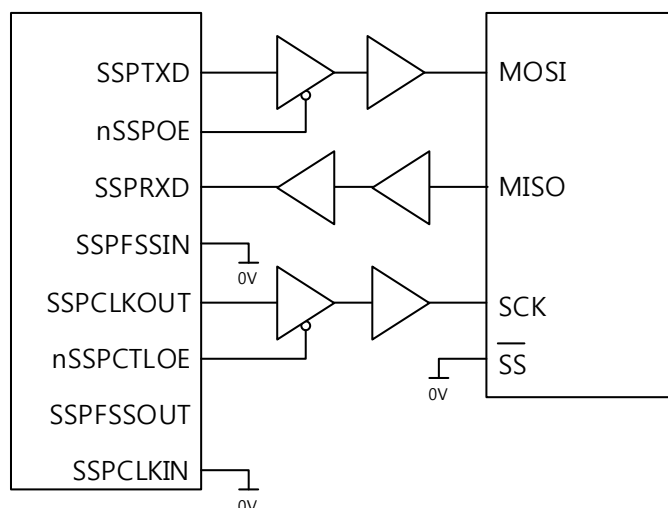 SSPTXD
MOSI
nSSPOE
SSPRXD
MISO
SSPFSSIN
0V
SSPCLKOUT
SCK
nSSPCTLOE
SS
0V
SSPFSSOUT
SSPCLKIN
0V